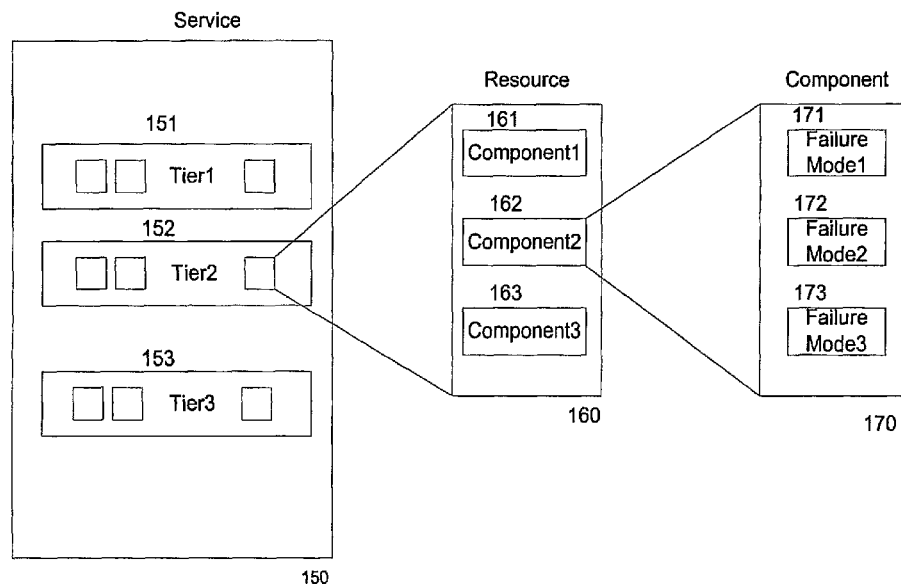 Service
151
Tier1
152
Tier2
153
Tier3
150
Resource
161
Component1
162
Component2
163
Component3
160
Component
171
Failure
Mode1
172
Failure
Mode2
173
Failure
Mode3
170